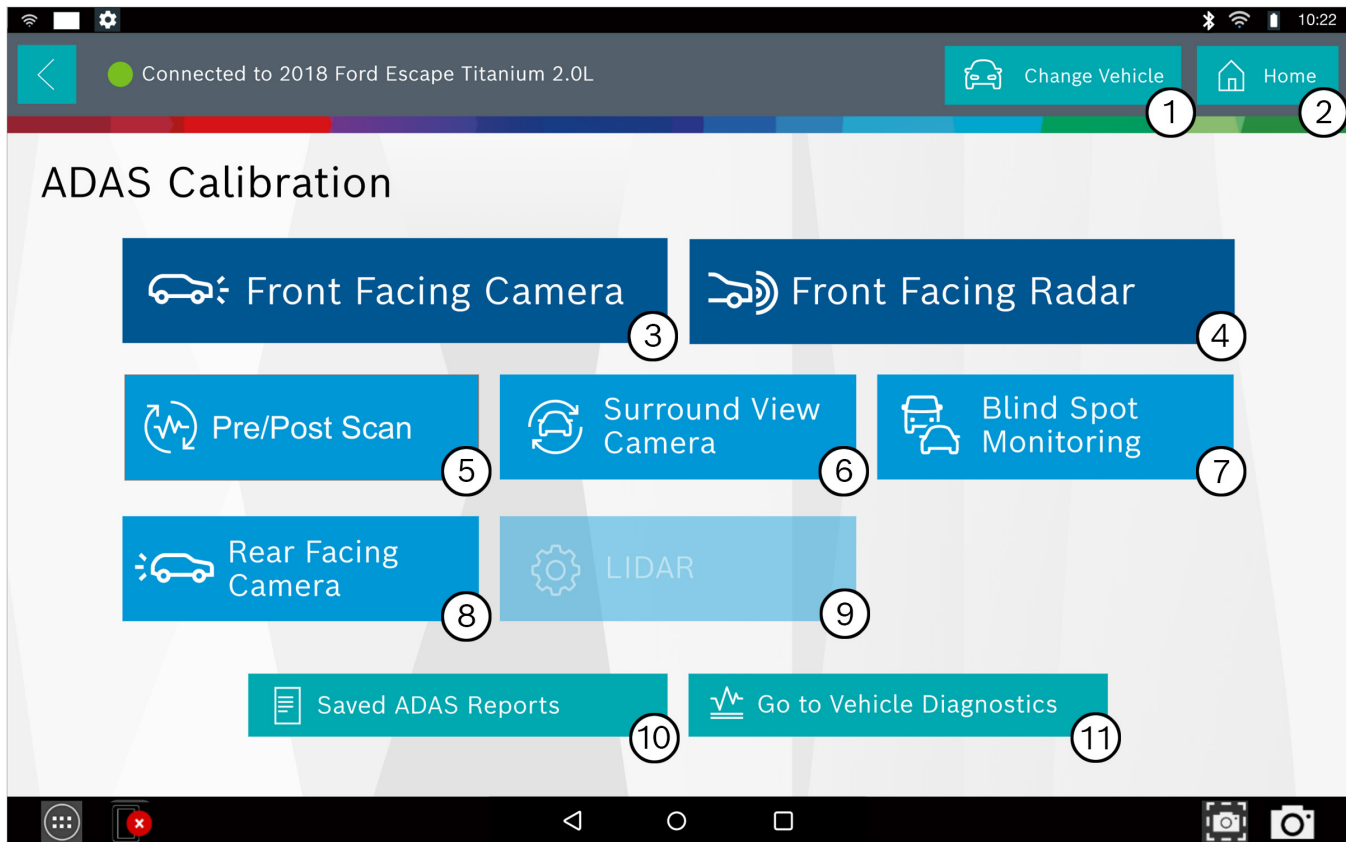 10:22
Connected to 2018 Ford Escape Titanium 2.0L
Change Vehicle
1
Home
2
ADAS Calibration
Front Facing Camera
3
Front Facing Radar
4
Pre/Post Scan
5
Surround View
Camera
6
Blind Spot
Monitoring
7
Rear Facing
Camera
8
LIDAR
9
Saved ADAS Reports
10
Go to Vehicle Diagnostics
11